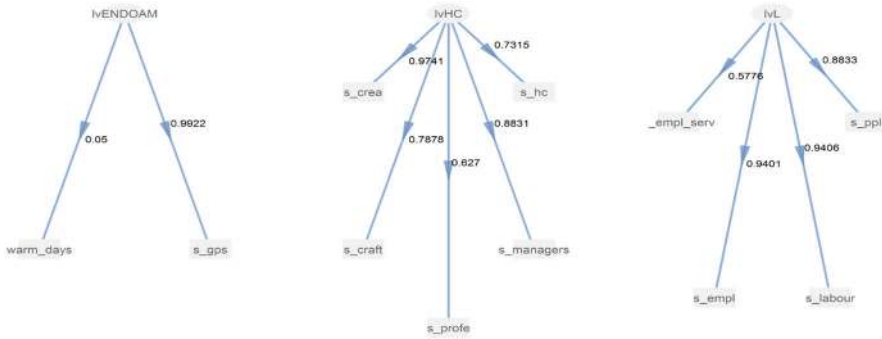 lvENDOAM
lvHC
lvL
0.9741
0.7315
0.5776
0.8833
s_crea
s_hc
_empl_serv
s_ppl
0.05
0.9922
0.7878
0.627
0.8831
0.9401
0.9406
warm_days
s_gps
s_craft
s_managers
s_empl
s_labour
s_profe